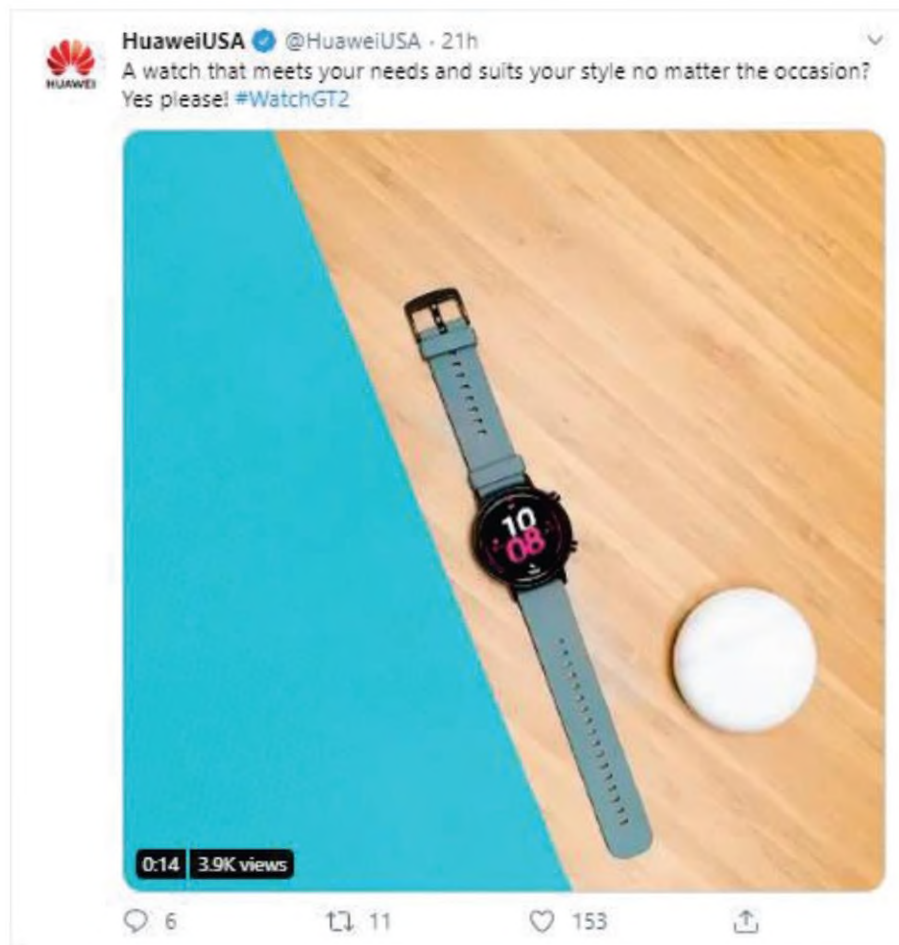 HuaweiUSA @HuaweiUSA · 21h
HUAWEI
A watch that meets your needs and suits your style no matter the occasion?
Yes please! #WatchGT2
10
08
0:14 3.9K views
6 11 153